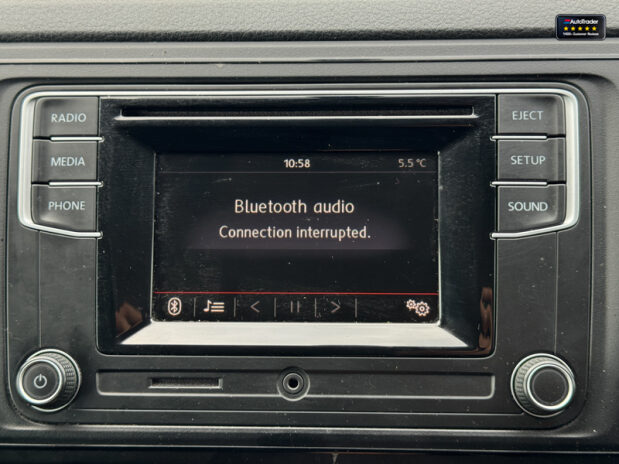 AutoTrader
RADIO
MEDIA
PHONE
EJECT
SETUP
SOUND
10:58
5.5 °C
Bluetooth audio
Connection interrupted.